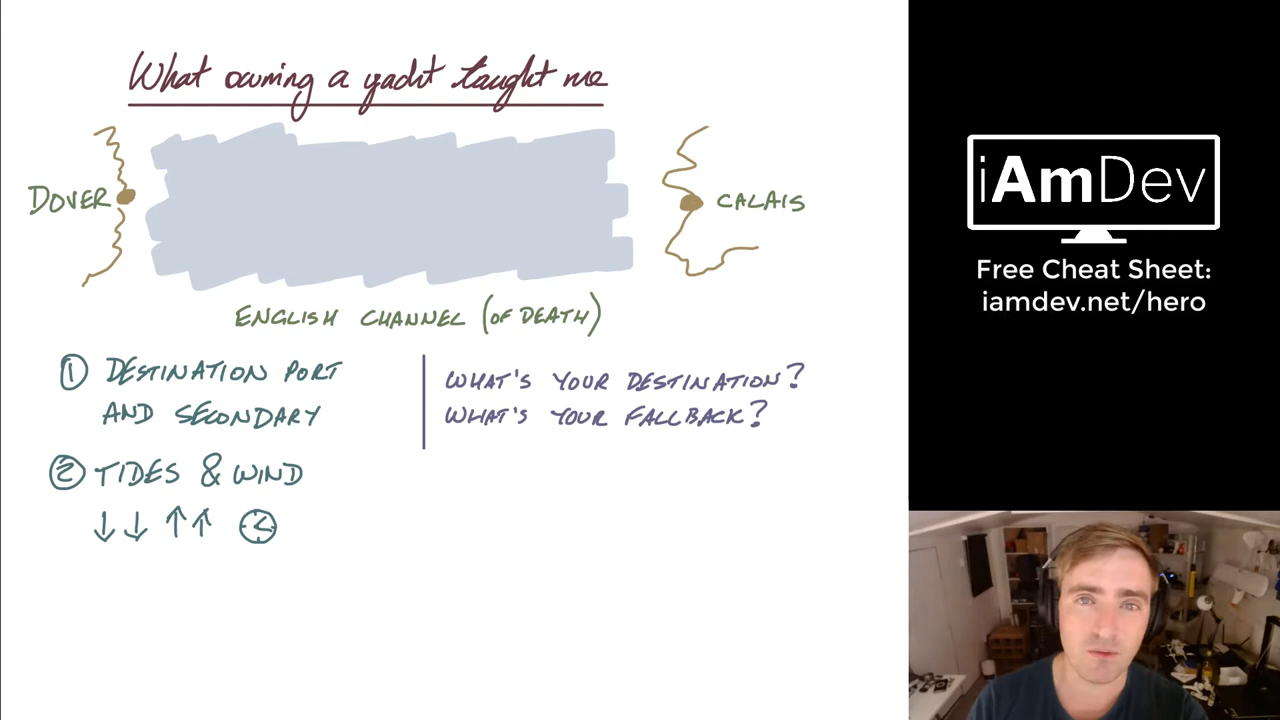 What owning a yacht taught me
DOVER
CALAIS
ENGLISH CHANNEL (OF DEATH)
① DESTINATION PORT
AND SECONDARY
WHAT'S YOUR DESTINATION?
WHAT'S YOUR FALLBACK?
② TIDES & WIND
↓ ↓ ↑ ↑
iAmDev
Free Cheat Sheet:
iamdev.net/hero